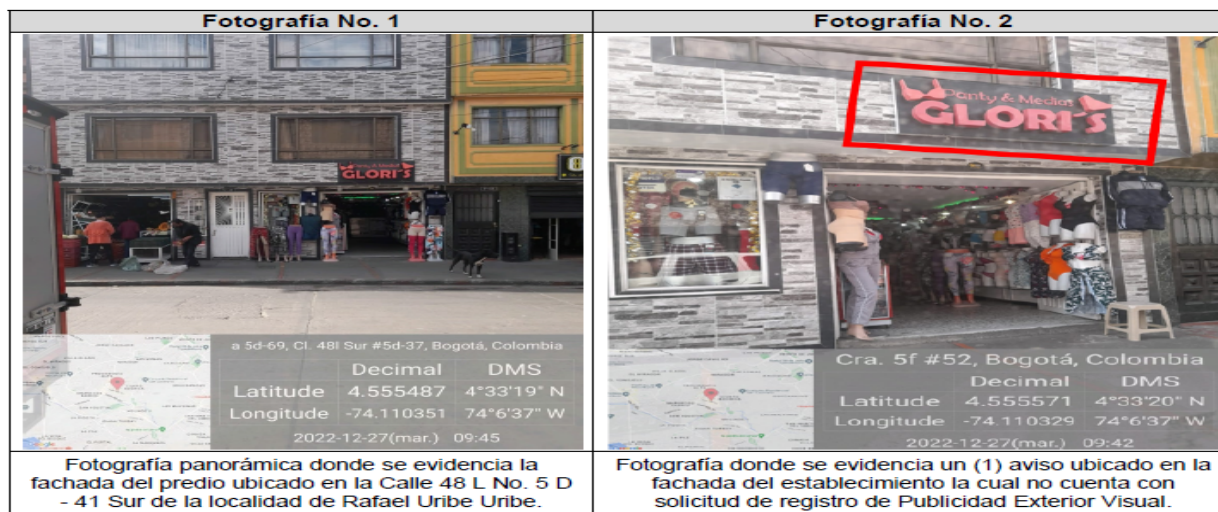 Fotografía No. 1
Fotografía No. 2
Panty & Medias
GLORI'S
GLORI'S
a 5d-69, Cl. 48l Sur #5d-37, Bogotá, Colombia
Decimal DMS
Latitude 4.555487 4°33'19" N
Longitude -74.110351 74°6'37" W
2022-12-27(mar.) 09:45
Cra. 5f #52, Bogotá, Colombia
Decimal DMS
Latitude 4.555571 4°33'20" N
Longitude -74.110329 74°6'37" W
2022-12-27(mar.) 09:42
Fotografía panorámica donde se evidencia la
fachada del predio ubicado en la Calle 48 L No. 5 D
- 41 Sur de la localidad de Rafael Uribe Uribe.
Fotografía donde se evidencia un (1) aviso ubicado en la
fachada del establecimiento la cual no cuenta con
solicitud de registro de Publicidad Exterior Visual.